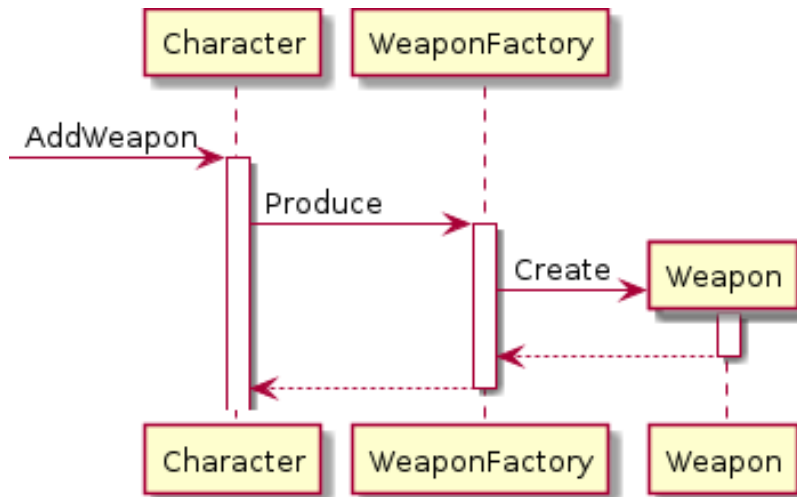 Character
WeaponFactory
AddWeapon
Produce
Create
Weapon
Character
WeaponFactory
Weapon